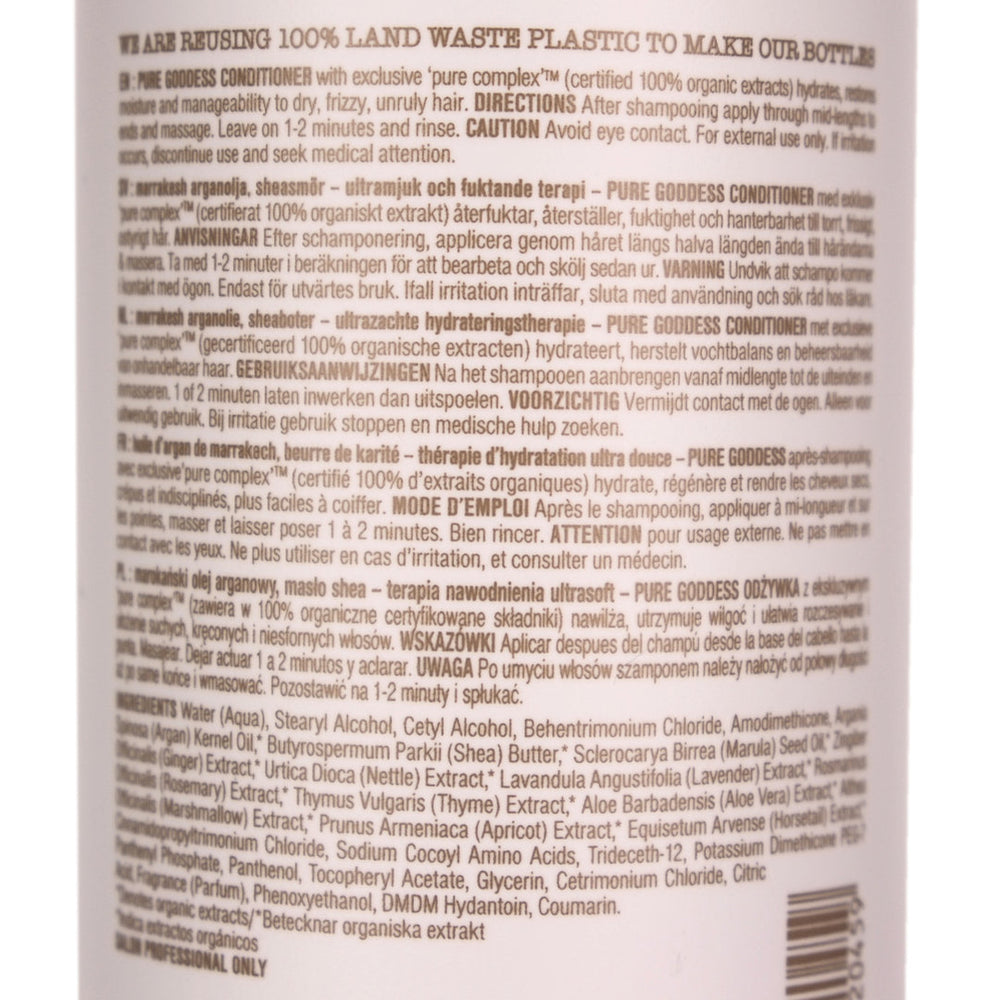 WE ARE REUSING 100% LAND WASTE PLASTIC TO MAKE OUR BOTTLES
EN : PURE GODDESS CONDITIONER with exclusive 'pure complex'™ (certified 100% organic extracts) hydrates, restores
moisture and manageability to dry, frizzy, unruly hair. DIRECTIONS After shampooing apply through mid-lengths to
ends and massage. Leave on 1-2 minutes and rinse. CAUTION Avoid eye contact. For external use only. If irritation
occurs, discontinue use and seek medical attention.
SV : marrakesh arganolja, sheasmör – ultramjuk och fuktande terapi – PURE GODDESS CONDITIONER med exklusiv
'pure complex'™ (certifierat 100% organiskt extrakt) återfuktar, återställer, fuktighet och hanterbarhet till torrt, frissigt,
ostyrigt hår. ANVISNINGAR Efter schamponering, applicera genom håret längs halva längden ända till hårändarna
& massera. Ta med 1-2 minuter i beräkningen för att bearbeta och skölj sedan ur. VARNING Undvik att schampo kommer
i kontakt med ögon. Endast för utvärtes bruk. Ifall irritation inträffar, sluta med användning och sök råd hos läkare.
NL : marrakesh arganolie, sheaboter – ultrazachte hydrateringstherapie – PURE GODDESS CONDITIONER met exclusieve
'pure complex'™ (gecertificeerd 100% organische extracten) hydrateert, herstelt vochtbalans en beheersbaarheid
van onhandelbaar haar. GEBRUIKSAANWIJZINGEN Na het shampooen aanbrengen vanaf midlengte tot de uiteinden en
inmasseren. 1 of 2 minuten laten inwerken dan uitspoelen. VOORZICHTIG Vermijdt contact met de ogen. Alleen voor
uitwendig gebruik. Bij irritatie gebruik stoppen en medische hulp zoeken.
FR : huile d'argan de marrakech, beurre de karité – thérapie d'hydratation ultra douce – PURE GODDESS après-shampooing
avec exclusive'pure complex'™ (certifié 100% d'extraits organiques) hydrate, régénère et rendre les cheveux secs,
crépus et indisciplinés, plus faciles à coiffer. MODE D'EMPLOI Après le shampooing, appliquer à mi-longueur et sur
les pointes, masser et laisser poser 1 à 2 minutes. Bien rincer. ATTENTION pour usage externe. Ne pas mettre en
contact avec les yeux. Ne plus utiliser en cas d'irritation, et consulter un médecin.
PL : marokański olej arganowy, masło shea – terapia nawodnienia ultrasoft – PURE GODDESS ODŻYWKA z ekskluzywnym
'pure complex'™ (zawiera w 100% organiczne certyfikowane składniki) nawilża, utrzymuje wilgoć i ułatwia rozczesywanie i
ułożenie suchych, kręconych i niesfornych włosów. WSKAZÓWKI Aplicar despues del champú desde la base del cabello hasta la
punta. Masajear. Dejar actuar 1 a 2 minutos y aclarar. UWAGA Po umyciu włosów szamponem należy nałożyć od połowy długości
aż po same końce i wmasować. Pozostawić na 1-2 minuty i spłukać.
INGREDIENTS Water (Aqua), Stearyl Alcohol, Cetyl Alcohol, Behentrimonium Chloride, Amodimethicone, Argania
Spinosa (Argan) Kernel Oil,* Butyrospermum Parkii (Shea) Butter,* Sclerocarya Birrea (Marula) Seed Oil,* Zingiber
Officinalis (Ginger) Extract,* Urtica Dioca (Nettle) Extract,* Lavandula Angustifolia (Lavender) Extract,* Rosmarinus
Officinalis (Rosemary) Extract,* Thymus Vulgaris (Thyme) Extract,* Aloe Barbadensis (Aloe Vera) Extract,* Althea
Officinalis (Marshmallow) Extract,* Prunus Armeniaca (Apricot) Extract,* Equisetum Arvense (Horsetail) Extract,*
Cinnamidopropyltrimonium Chloride, Sodium Cocoyl Amino Acids, Trideceth-12, Potassium Dimethicone PEG-7
Panthenyl Phosphate, Panthenol, Tocopheryl Acetate, Glycerin, Cetrimonium Chloride, Citric
Acid, Fragrance (Parfum), Phenoxyethanol, DMDM Hydantoin, Coumarin.
*Denotes organic extracts/*Betecknar organiska extrakt
*Indica extractos orgánicos
SALON PROFESSIONAL ONLY
20459